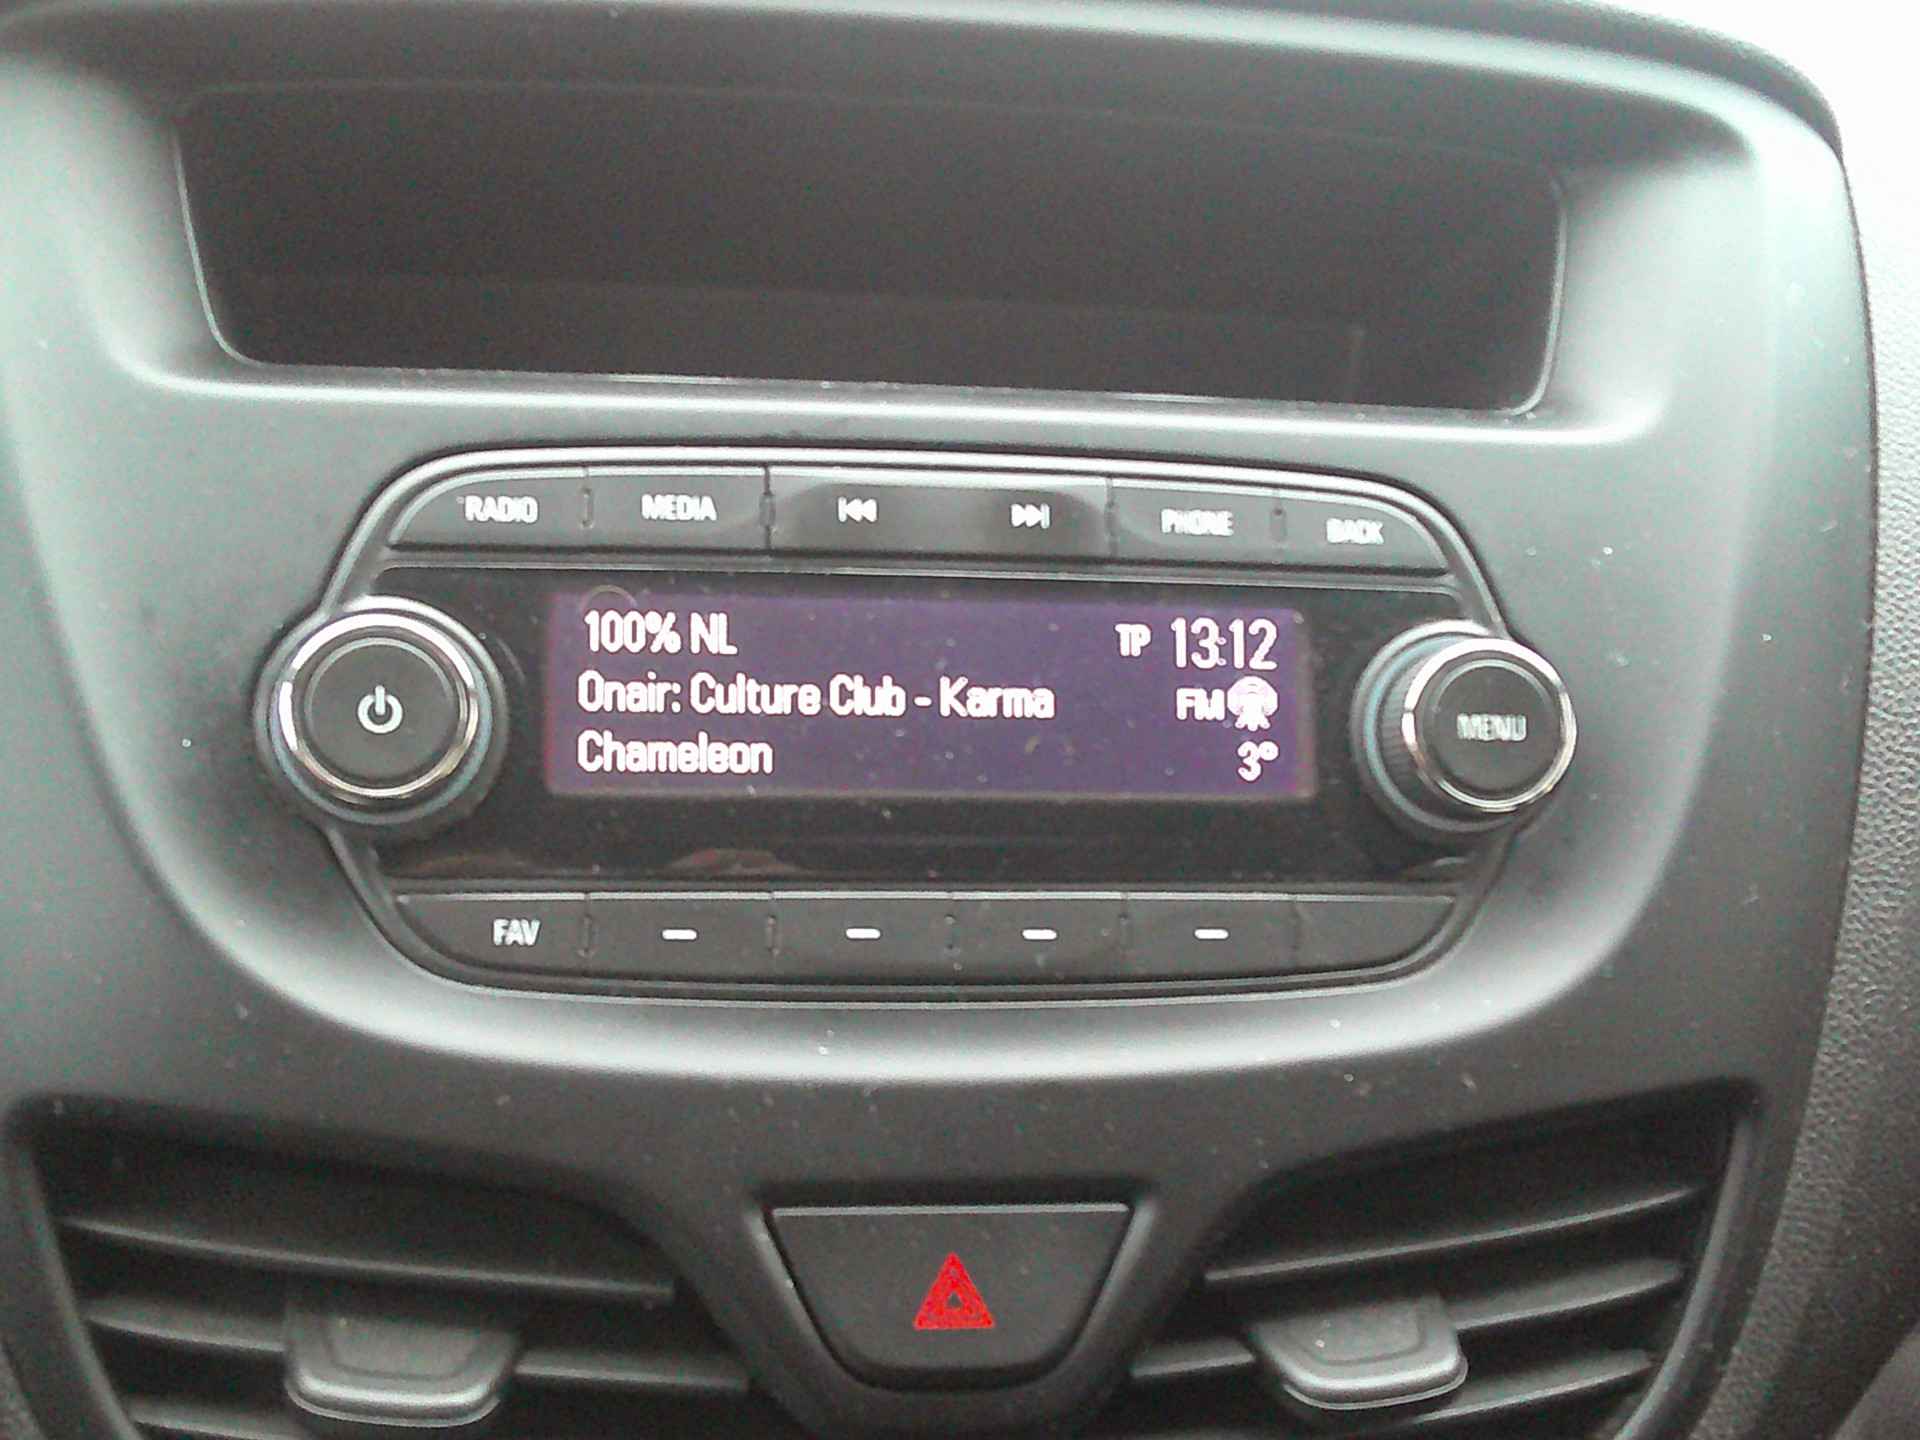 RADIO MEDIA PHONE BACK
100% NL TP 13:12
Onair: Culture Club - Karma FM
Chameleon 3°
MENU
FAV